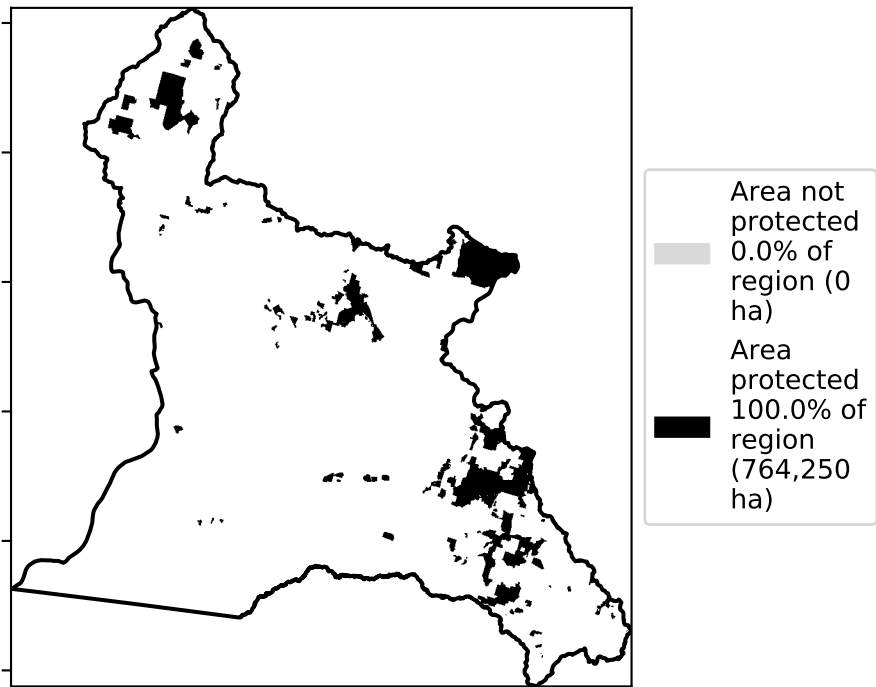 Area not
protected
0.0% of
region (0
ha)
Area
protected
100.0% of
region
(764,250
ha)